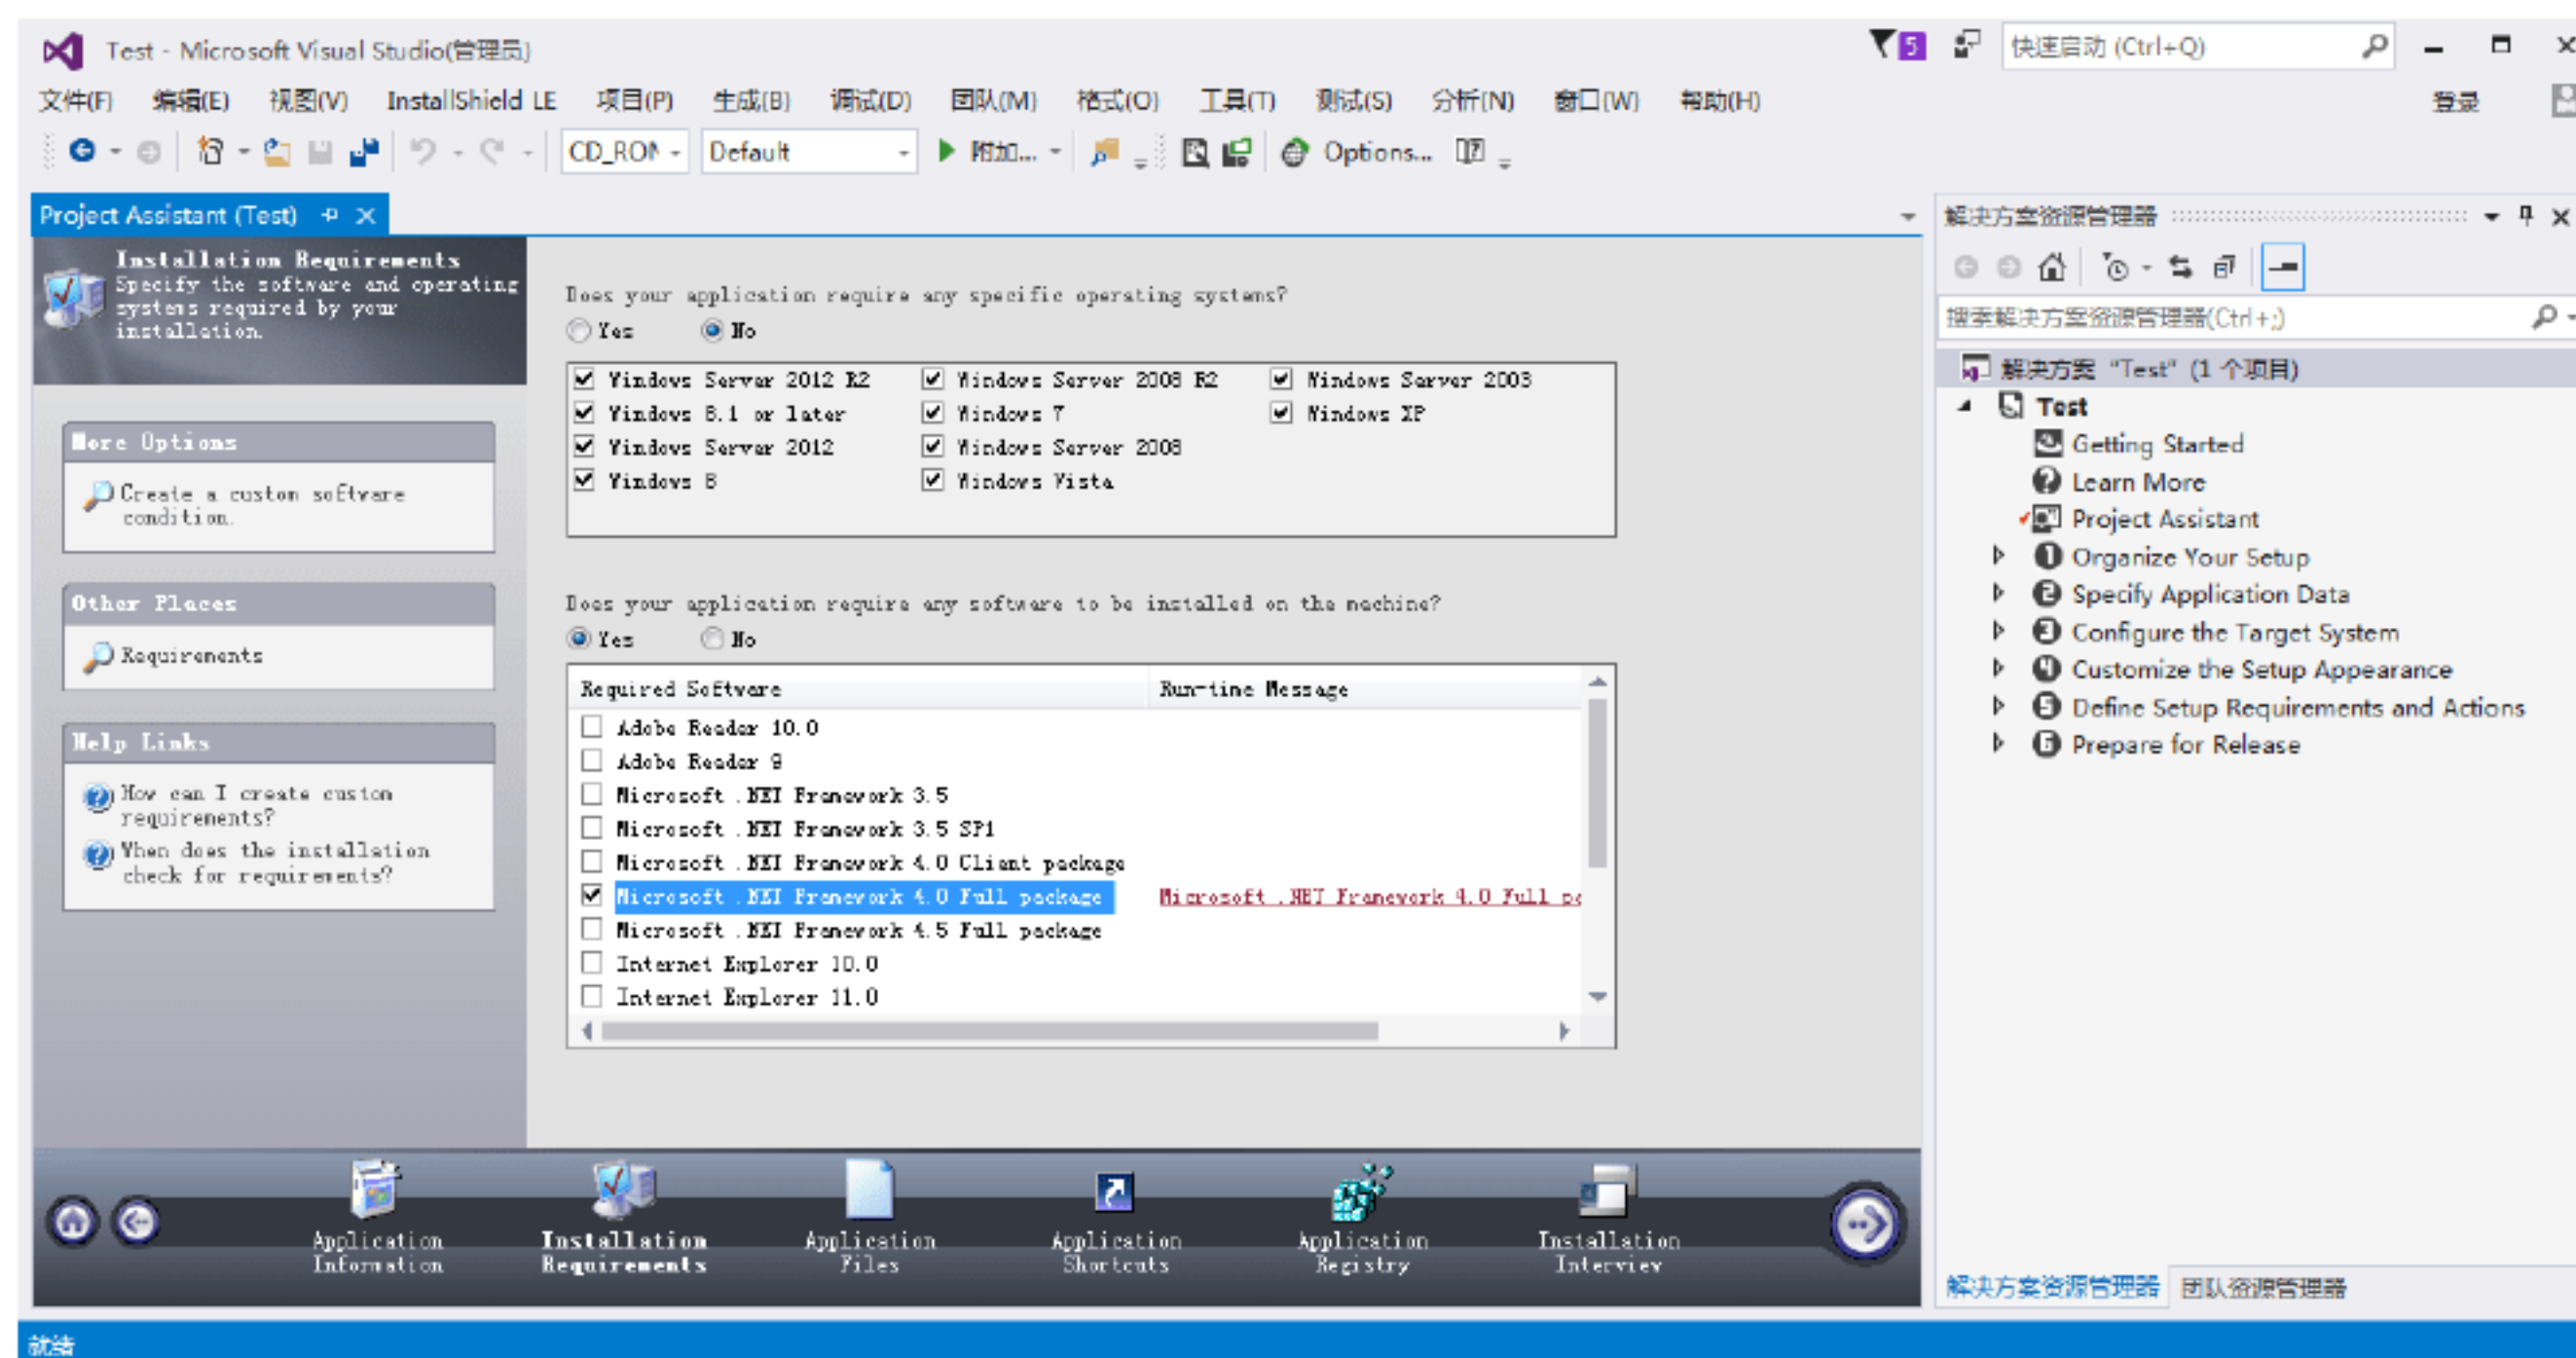 Test - Microsoft Visual Studio(管理员)
5
快速启动 (Ctrl+Q)
文件(F) 编辑(E) 视图(V) InstallShield LE 项目(P) 生成(B) 调试(D) 团队(M) 格式(O) 工具(T) 测试(S) 分析(N) 窗口(W) 帮助(H)
登录
CD_ROM Default 附加... Options...
Project Assistant (Test)
Installation Requirements
Specify the software and operating
systems required by your
installation.
More Options
Create a custom software
condition.
Other Places
Requirements
Help Links
How can I create custom
requirements?
When does the installation
check for requirements?
Does your application require any specific operating systems?
Yes No
Windows Server 2012 R2 Windows Server 2008 R2 Windows Server 2003
Windows 8.1 or later Windows 7 Windows XP
Windows Server 2012 Windows Server 2008
Windows 8 Windows Vista
Does your application require any software to be installed on the machine?
Yes No
Required Software Run-time Message
Adobe Reader 10.0
Adobe Reader 9
Microsoft .NET Framework 3.5
Microsoft .NET Framework 3.5 SP1
Microsoft .NET Framework 4.0 Client package
Microsoft .NET Framework 4.0 Full package Microsoft .NET Framework 4.0 Full pa
Microsoft .NET Framework 4.5 Full package
Internet Explorer 10.0
Internet Explorer 11.0
Application
Information
Installation
Requirements
Application
Files
Application
Shortcuts
Application
Registry
Installation
Interview
解决方案资源管理器
搜索解决方案资源管理器(Ctrl+;)
解决方案 "Test" (1 个项目)
Test
Getting Started
Learn More
Project Assistant
1 Organize Your Setup
2 Specify Application Data
3 Configure the Target System
4 Customize the Setup Appearance
5 Define Setup Requirements and Actions
6 Prepare for Release
解决方案资源管理器 团队资源管理器
就绪